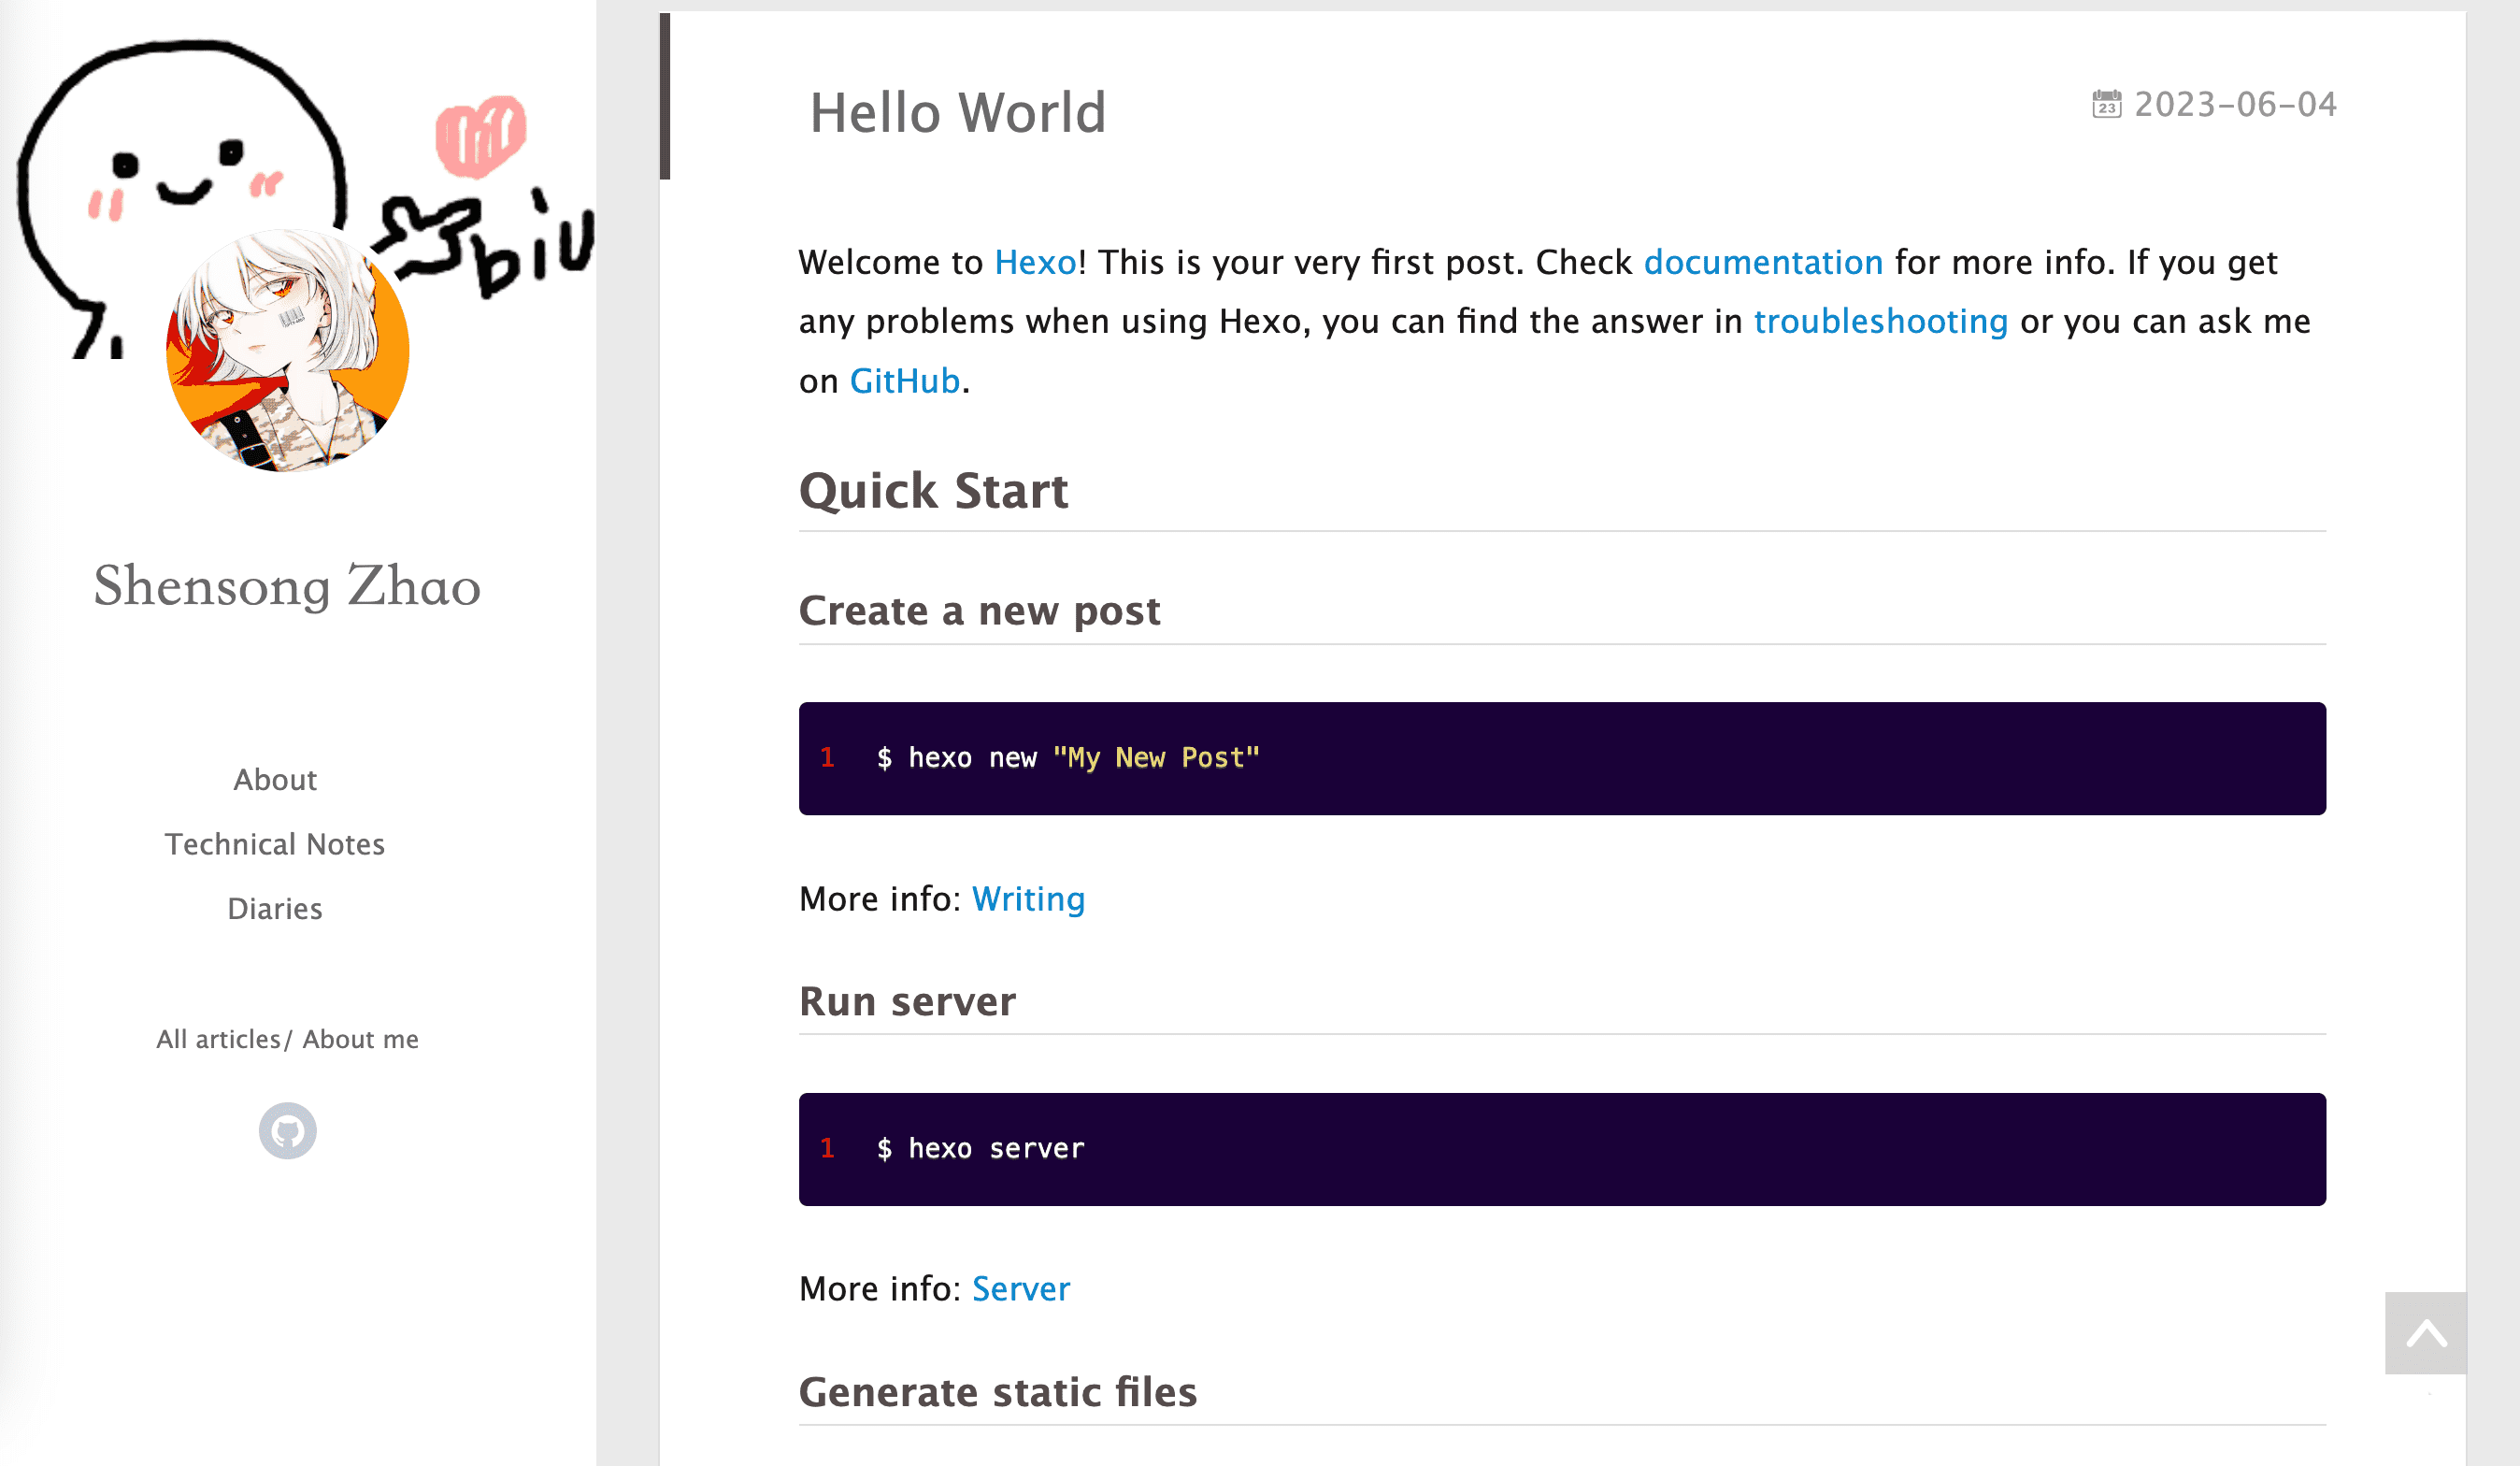 biu
Shensong Zhao
About
Technical Notes
Diaries
All articles/ About me
Hello World
23 2023-06-04
Welcome to Hexo! This is your very first post. Check documentation for more info. If you get
any problems when using Hexo, you can find the answer in troubleshooting or you can ask me
on GitHub.
Quick Start
Create a new post
1 $ hexo new "My New Post"
More info: Writing
Run server
1 $ hexo server
More info: Server
Generate static files